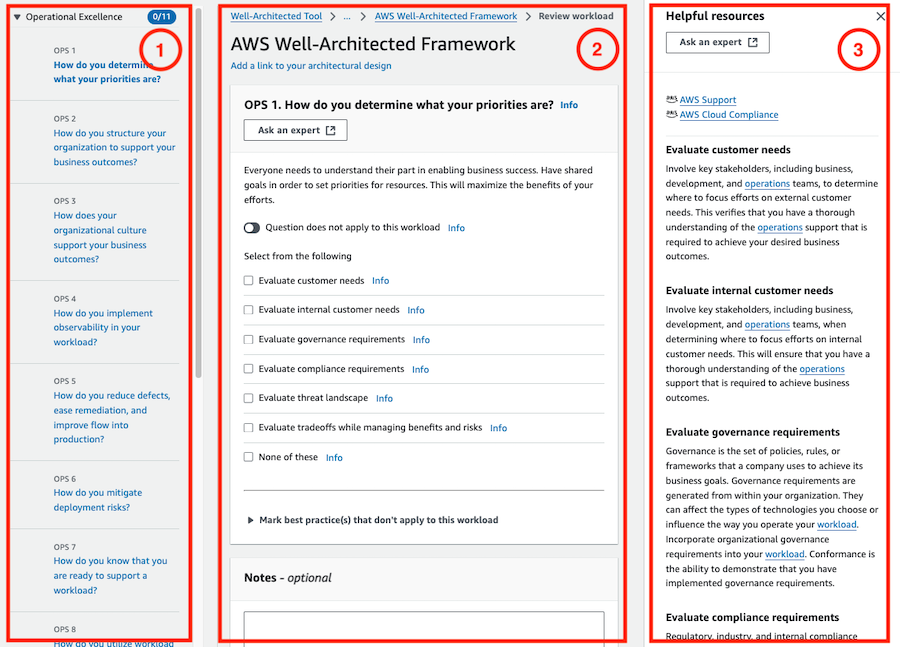 Operational Excellence
0/11
1
OPS 1
How do you determine
what your priorities are?
OPS 2
How do you structure your
organization to support your
business outcomes?
OPS 3
How does your
organizational culture
support your business
outcomes?
OPS 4
How do you implement
observability in your
workload?
OPS 5
How do you reduce defects,
ease remediation, and
improve flow into
production?
OPS 6
How do you mitigate
deployment risks?
OPS 7
How do you know that you
are ready to support a
workload?
OPS 8
How do you utilize workload
Well-Architected Tool > ... > AWS Well-Architected Framework > Review workload
AWS Well-Architected Framework
2
Add a link to your architectural design
OPS 1. How do you determine what your priorities are? Info
Ask an expert
Everyone needs to understand their part in enabling business success. Have shared
goals in order to set priorities for resources. This will maximize the benefits of your
efforts.
Question does not apply to this workload Info
Select from the following
Evaluate customer needs Info
Evaluate internal customer needs Info
Evaluate governance requirements Info
Evaluate compliance requirements Info
Evaluate threat landscape Info
Evaluate tradeoffs while managing benefits and risks Info
None of these Info
Mark best practice(s) that don't apply to this workload
Notes - optional
Helpful resources
Ask an expert
3
AWS Support
AWS Cloud Compliance
Evaluate customer needs
Involve key stakeholders, including business,
development, and operations teams, to determine
where to focus efforts on external customer
needs. This verifies that you have a thorough
understanding of the operations support that is
required to achieve your desired business
outcomes.
Evaluate internal customer needs
Involve key stakeholders, including business,
development, and operations teams, when
determining where to focus efforts on internal
customer needs. This will ensure that you have a
thorough understanding of the operations
support that is required to achieve business
outcomes.
Evaluate governance requirements
Governance is the set of policies, rules, or
frameworks that a company uses to achieve its
business goals. Governance requirements are
generated from within your organization. They
can affect the types of technologies you choose or
influence the way you operate your workload.
Incorporate organizational governance
requirements into your workload. Conformance is
the ability to demonstrate that you have
implemented governance requirements.
Evaluate compliance requirements
Regulatory, industry, and internal compliance